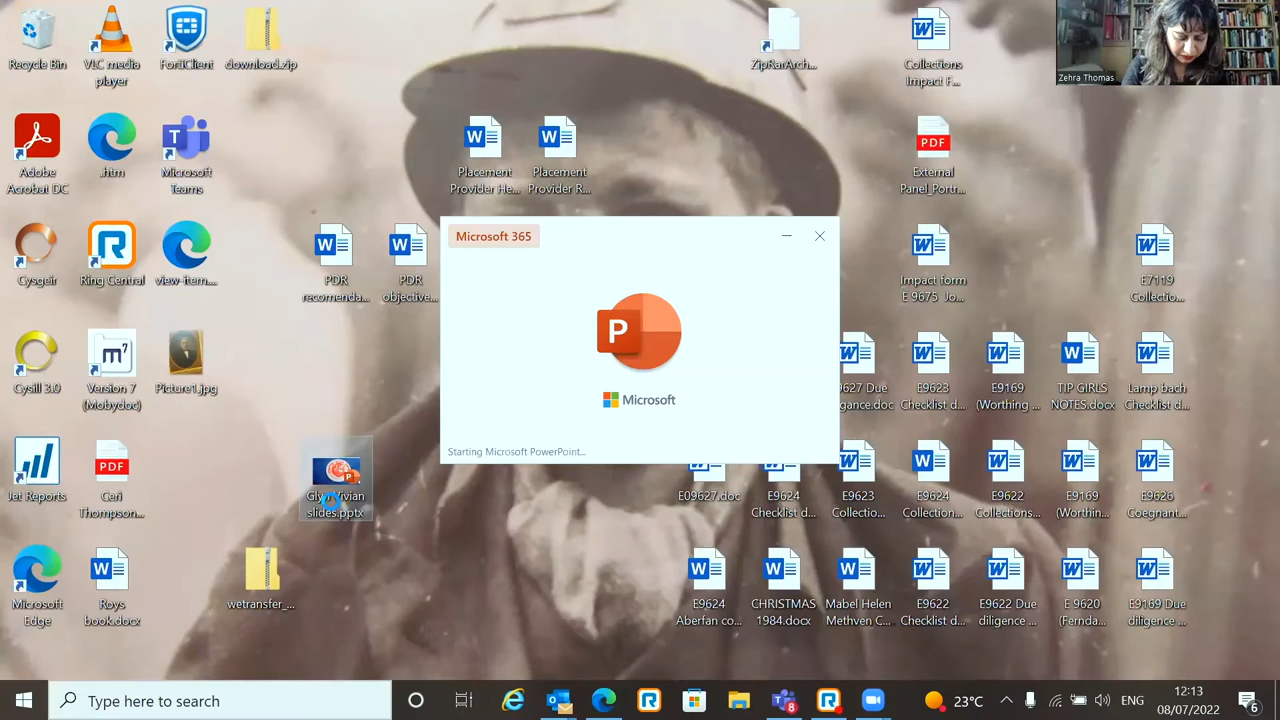 Recycle Bin
VLC media
player
FortiClient
download.zip
ZipRarArch...
Collections
Impact F...
Zehra Thomas
Adobe
Acrobat DC
.htm
Microsoft
Teams
Placement
Provider He...
Placement
Provider R...
PDF
External
Panel_Portr...
Cysgeir
Ring Central
view-item....
PDR
recomenda...
PDR
objective...
Microsoft 365
Impact form
E 9675 Jo...
E7119
Collectio...
P
Microsoft
Starting Microsoft PowerPoint...
Cysill 3.0
Version 7
(Mobydoc)
Picture1.jpg
E9623
Checklist d...
E9169
(Worthing ...
TIP GIRLS
NOTES.docx
Lamp bach
Checklist d...
Jet Reports
PDF
Ceri
Thompson...
slides.pptx
E09627.doc
E9624
Checklist d...
E9623
Collectio...
E9624
Collection...
E9622
Collections...
E9169
(Worthin...
E9626
Coegnant...
Microsoft
Edge
Roys
book.docx
wetransfer_...
E9624
Aberfan co...
CHRISTMAS
1984.docx
Mabel Helen
Methven C...
E9622
Checklist d...
E9622 Due
diligence ...
E 9620
(Fernda...
E9169 Due
diligence ...
Type here to search
8
23°C
ENG
12:13
08/07/2022
6